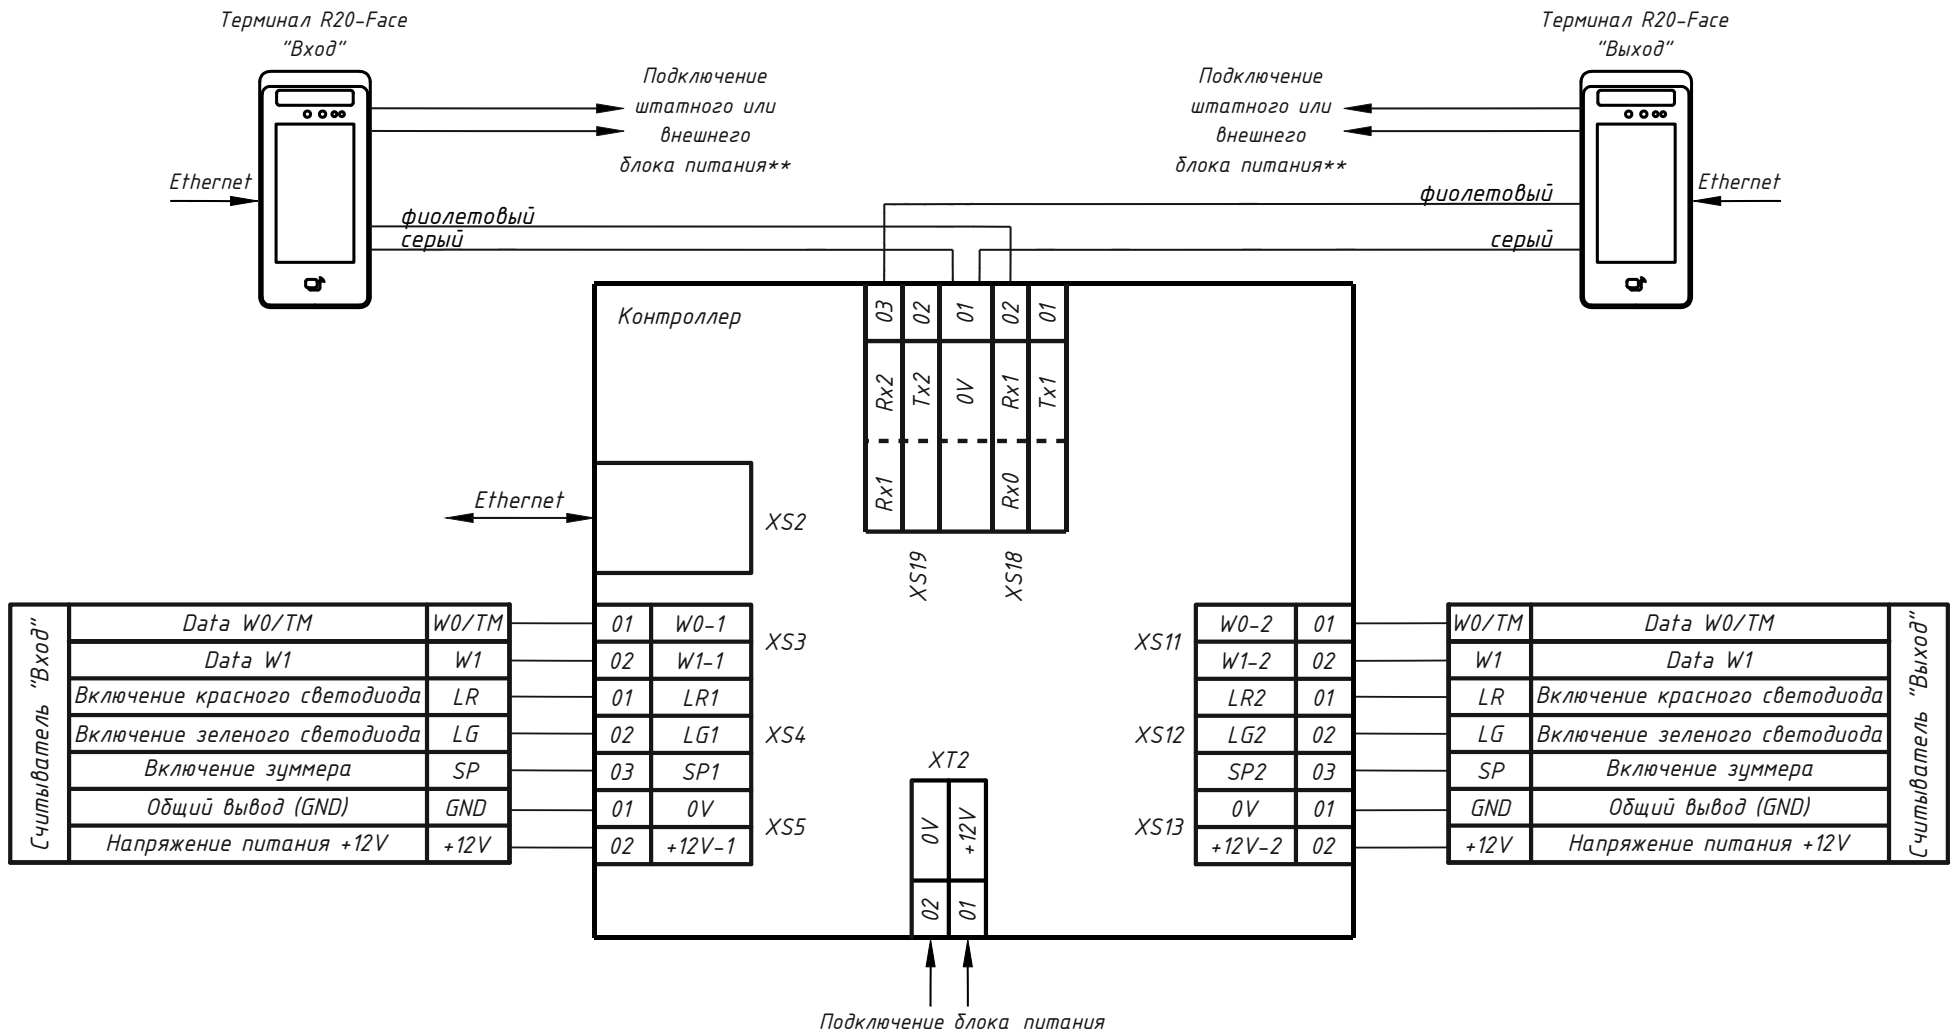 Терминал R20-Face
"Вход"
Терминал R20-Face
"Выход"
Подключение
штатного или
внешнего
блока питания**
Подключение
штатного или
внешнего
блока питания**
Ethernet
Ethernet
фиолетовый
серый
фиолетовый
серый
Контроллер
03 02 01 02 01
Rx2 Tx2 0V Rx1 Tx1
Rx1 Rx0
XS19 XS18
Ethernet
XS2
Считыватель "Вход"
Data W0/TM W0/TM 01 W0-1
Data W1 W1 02 W1-1
XS3
Включение красного светодиода LR 01 LR1
Включение зеленого светодиода LG 02 LG1
XS4
Включение зуммера SP 03 SP1
Общий вывод (GND) GND 01 0V
XS5
Напряжение питания +12V +12V 02 +12V-1
XS11
W0-2 01 W0/TM Data W0/TM
W1-2 02 W1 Data W1
LR2 01 LR Включение красного светодиода
XS12
LG2 02 LG Включение зеленого светодиода
SP2 03 SP Включение зуммера
XS13
0V 01 GND Общий вывод (GND)
+12V-2 02 +12V Напряжение питания +12V
Считыватель "Выход"
XT2
0V +12V
02 01
Подключение блока питания